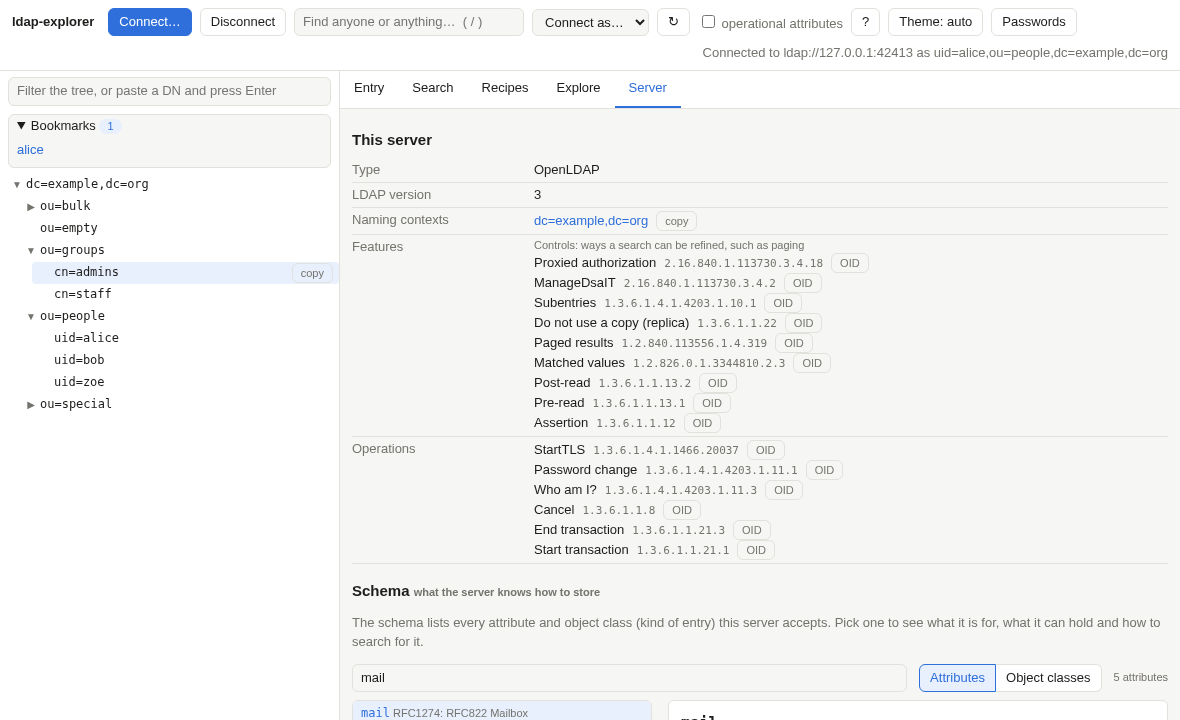 ldap-explorer Connect… Disconnect Find anyone or anything… ( / ) Connect as… ↻ operational attributes ? Theme: auto Passwords
Connected to ldap://127.0.0.1:42413 as uid=alice,ou=people,dc=example,dc=org
Filter the tree, or paste a DN and press Enter
Bookmarks 1
alice
dc=example,dc=org
ou=bulk
ou=empty
ou=groups
cn=admins copy
cn=staff
ou=people
uid=alice
uid=bob
uid=zoe
ou=special
Entry Search Recipes Explore Server
This server
Type OpenLDAP
LDAP version 3
Naming contexts dc=example,dc=org copy
Features Controls: ways a search can be refined, such as paging
Proxied authorization 2.16.840.1.113730.3.4.18 OID
ManageDsaIT 2.16.840.1.113730.3.4.2 OID
Subentries 1.3.6.1.4.1.4203.1.10.1 OID
Do not use a copy (replica) 1.3.6.1.1.22 OID
Paged results 1.2.840.113556.1.4.319 OID
Matched values 1.2.826.0.1.3344810.2.3 OID
Post-read 1.3.6.1.1.13.2 OID
Pre-read 1.3.6.1.1.13.1 OID
Assertion 1.3.6.1.1.12 OID
Operations StartTLS 1.3.6.1.4.1.1466.20037 OID
Password change 1.3.6.1.4.1.4203.1.11.1 OID
Who am I? 1.3.6.1.4.1.4203.1.11.3 OID
Cancel 1.3.6.1.1.8 OID
End transaction 1.3.6.1.1.21.3 OID
Start transaction 1.3.6.1.1.21.1 OID
Schema what the server knows how to store
The schema lists every attribute and object class (kind of entry) this server accepts. Pick one to see what it is for, what it can hold and how to
search for it.
mail Attributes Object classes 5 attributes
mail RFC1274: RFC822 Mailbox
mail